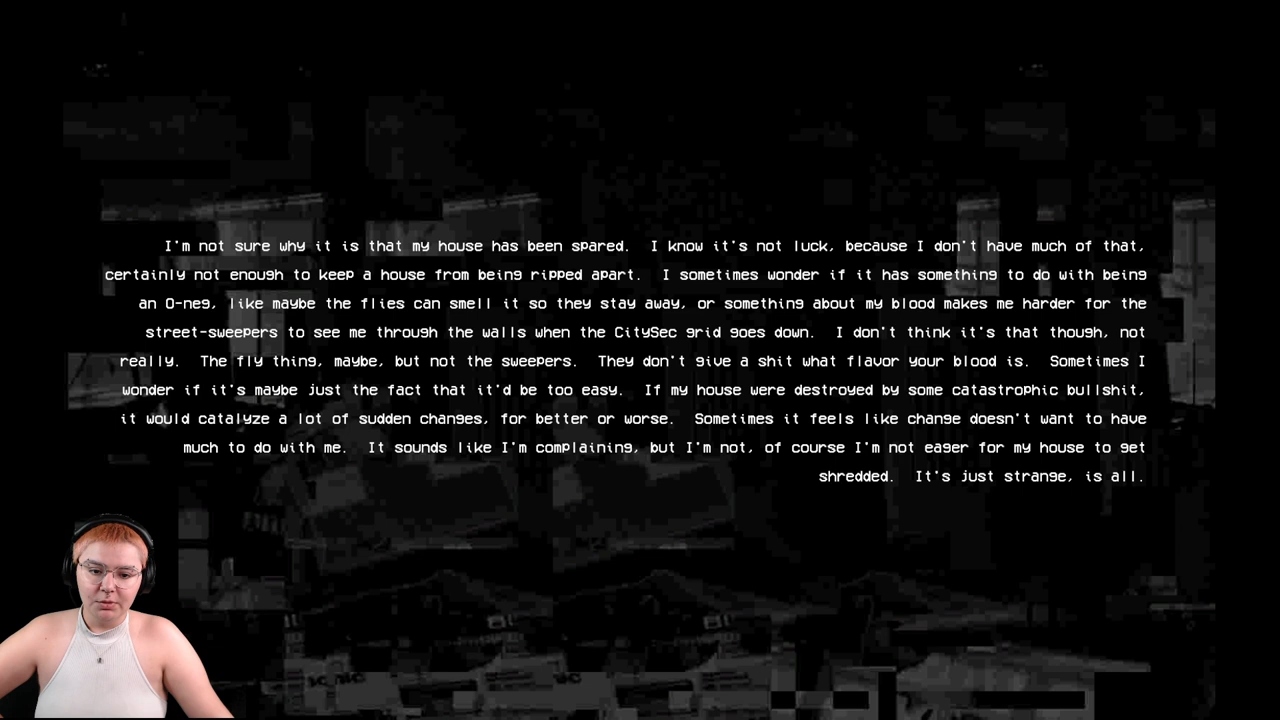 I'm not sure why it is that my house has been spared.  I know it's not luck, because I don't have much of that,
certainly not enough to keep a house from being ripped apart.  I sometimes wonder if it has something to do with being
an O-neg, like maybe the flies can smell it so they stay away, or something about my blood makes me harder for the
street-sweepers to see me through the walls when the CitySec grid goes down.  I don't think it's that though, not
really.  The fly thing, maybe, but not the sweepers.  They don't give a shit what flavor your blood is.  Sometimes I
wonder if it's maybe just the fact that it'd be too easy.  If my house were destroyed by some catastrophic bullshit,
it would catalyze a lot of sudden changes, for better or worse.  Sometimes it feels like change doesn't want to have
much to do with me.  It sounds like I'm complaining, but I'm not, of course I'm not eager for my house to get
shredded.  It's just strange, is all.